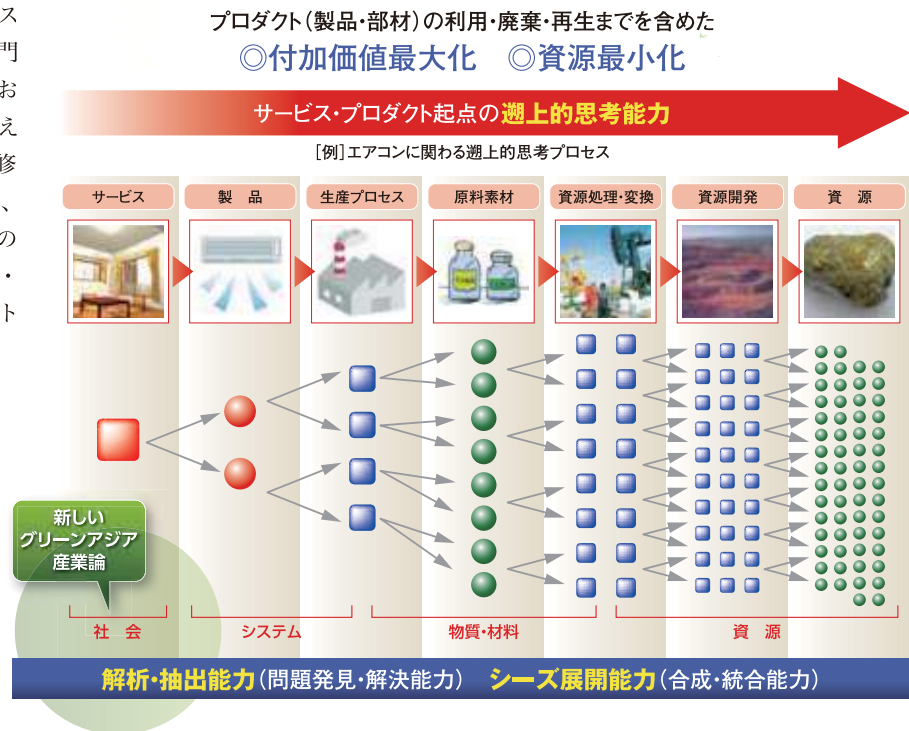 ス
門
お
え
修
、
の
・
ト
プロダクト(製品・部材)の利用・廃棄・再生までを含めた
◎付加価値最大化 ◎資源最小化
サービス・プロダクト起点の遡上的思考能力
[例]エアコンに関わる遡上的思考プロセス
サービス 製 品 生産プロセス 原料素材 資源処理・変換 資源開発 資 源
新しい
グリーンアジア
産業論
社 会 システム 物質・材料 資 源
解析・抽出能力(問題発見・解決能力) シーズ展開能力(合成・統合能力)